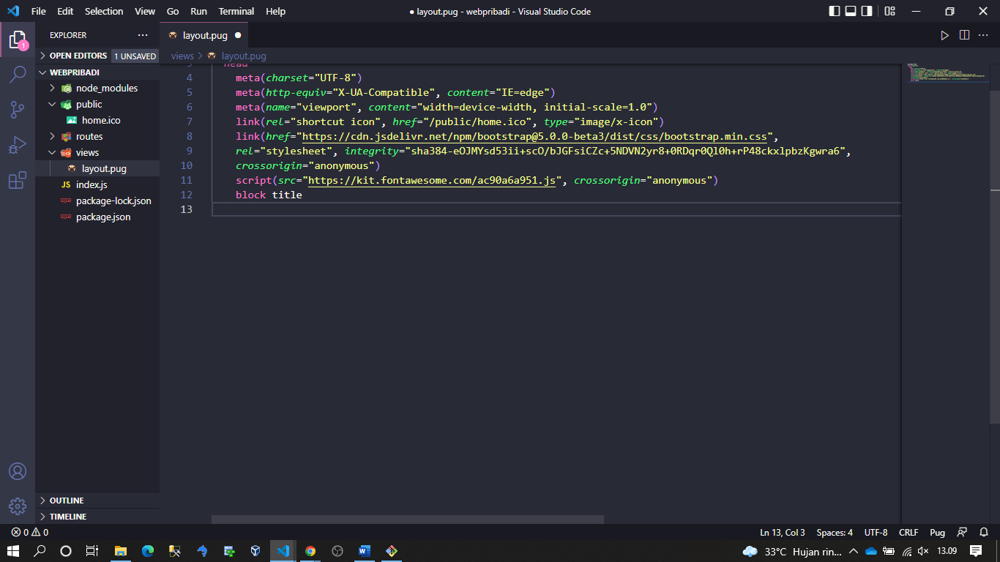 File Edit Selection View Go Run Terminal Help
● layout.pug - webpribadi - Visual Studio Code
EXPLORER ···
layout.pug ●
OPEN EDITORS 1 UNSAVED
views > layout.pug
WEBPRIBADI
node_modules
public
home.ico
routes
views
layout.pug
index.js
package-lock.json
package.json
OUTLINE
TIMELINE
3 head
4 meta(charset="UTF-8")
5 meta(http-equiv="X-UA-Compatible", content="IE=edge")
6 meta(name="viewport", content="width=device-width, initial-scale=1.0")
7 link(rel="shortcut icon", href="/public/home.ico", type="image/x-icon")
8 link(href="https://cdn.jsdelivr.net/npm/bootstrap@5.0.0-beta3/dist/css/bootstrap.min.css",
9 rel="stylesheet", integrity="sha384-eOJMYsd53ii+scO/bJGFsiCZc+5NDVN2yr8+0RDqr0Ql0h+rP48ckxlpbzKgwra6",
10 crossorigin="anonymous")
11 script(src="https://kit.fontawesome.com/ac90a6a951.js", crossorigin="anonymous")
12 block title
13
1
0 0
Ln 13, Col 3 Spaces: 4 UTF-8 CRLF Pug
33°C Hujan rin... 13.09